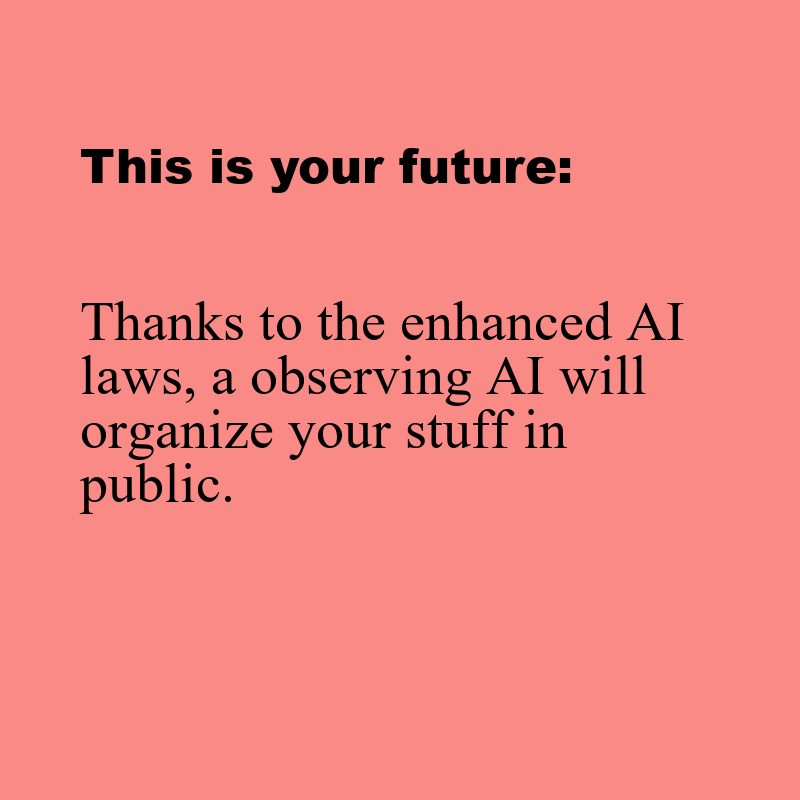 This is your future:
Thanks to the enhanced AI
laws, a observing AI will
organize your stuff in
public.